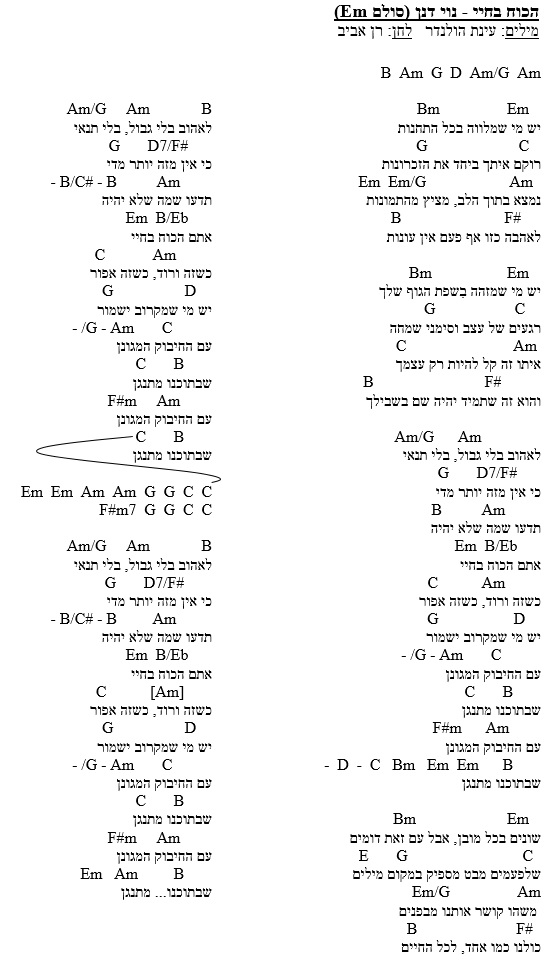 הכוח בחיי - נוי דנן (סולם Em)
מילים: עינת הולנדר   לחן: רן אביב
B  Am  G  D  Am/G  Am
Bm  Em
יש מי שמלווה בכל התחנות
G  C
רוקם איתך ביחד את הזכרונות
Em  Em/G  Am
נמצא בתוך הלב, מציץ מהתמונות
B  F#
לאהבה כזו אף פעם אין עונות
Bm  Em
יש מי שמזהה בשפת הגוף שלך
G  C
רגעים של עצב וסימני שמחה
C  Am
איתו זה קל להיות רק עצמך
B  F#
והוא זה שתמיד יהיה שם בשבילך
Am/G  Am
לאהוב בלי גבול, בלי תנאי
G  D7/F#
כי אין מזה יותר מדי
B  Am
תדעו שמה שלא יהיה
Em  B/Eb
אתם הכוח בחיי
C  Am
כשזה ורוד, כשזה אפור
G  D
יש מי שמקרוב ישמור
- /G - Am  C
עם החיבוק המגונן
C  B
שבתוכנו מתנגן
F#m  Am
עם החיבוק המגונן
- D - C  Bm  Em  Em  B
שבתוכנו מתנגן
Bm  Em
שונים בכל מובן, אבל עם זאת דומים
E  G  C
שלפעמים מבט מספיק במקום מילים
Em/G  Am
משהו קושר אותנו מבפנים
B  F#
כולנו כמו אחד, לכל החיים
Am/G  Am  B
לאהוב בלי גבול, בלי תנאי
G  D7/F#
כי אין מזה יותר מדי
- B/C# - B  Am
תדעו שמה שלא יהיה
Em  B/Eb
אתם הכוח בחיי
C  Am
כשזה ורוד, כשזה אפור
G  D
יש מי שמקרוב ישמור
- /G - Am  C
עם החיבוק המגונן
C  B
שבתוכנו מתנגן
F#m  Am
עם החיבוק המגונן
C  B
שבתוכנו מתנגן
Em  Em  Am  Am  G  G  C  C
F#m7  G  G  C  C
Am/G  Am  B
לאהוב בלי גבול, בלי תנאי
G  D7/F#
כי אין מזה יותר מדי
- B/C# - B  Am
תדעו שמה שלא יהיה
Em  B/Eb
אתם הכוח בחיי
C  [Am]
כשזה ורוד, כשזה אפור
G  D
יש מי שמקרוב ישמור
- /G - Am  C
עם החיבוק המגונן
C  B
שבתוכנו מתנגן
F#m  Am
עם החיבוק המגונן
Em  Am  B
שבתוכנו... מתנגן